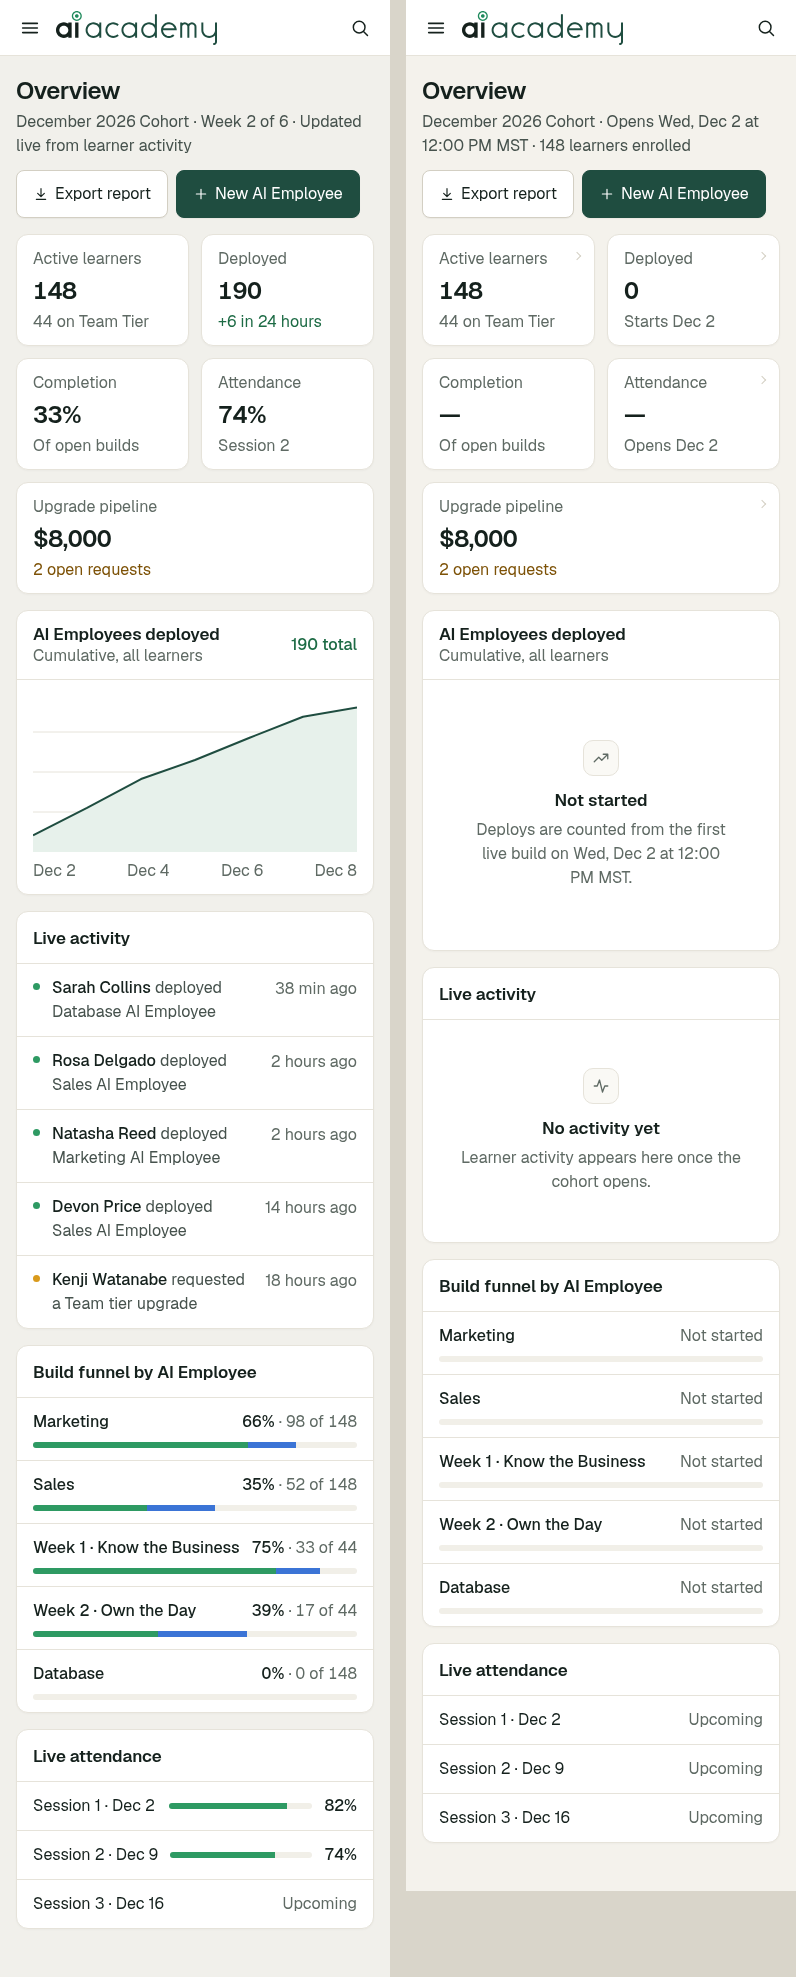 ai academy
Overview
December 2026 Cohort · Week 2 of 6 · Updated
live from learner activity
Export report
New AI Employee
Active learners
148
44 on Team Tier
Deployed
190
+6 in 24 hours
Completion
33%
Of open builds
Attendance
74%
Session 2
Upgrade pipeline
$8,000
2 open requests
AI Employees deployed
Cumulative, all learners
190 total
Dec 2 Dec 4 Dec 6 Dec 8
Live activity
Sarah Collins deployed 38 min ago
Database AI Employee
Rosa Delgado deployed 2 hours ago
Sales AI Employee
Natasha Reed deployed 2 hours ago
Marketing AI Employee
Devon Price deployed 14 hours ago
Sales AI Employee
Kenji Watanabe requested 18 hours ago
a Team tier upgrade
Build funnel by AI Employee
Marketing 66% · 98 of 148
Sales 35% · 52 of 148
Week 1 · Know the Business 75% · 33 of 44
Week 2 · Own the Day 39% · 17 of 44
Database 0% · 0 of 148
Live attendance
Session 1 · Dec 2 82%
Session 2 · Dec 9 74%
Session 3 · Dec 16 Upcoming
ai academy
Overview
December 2026 Cohort · Opens Wed, Dec 2 at
12:00 PM MST · 148 learners enrolled
Export report
New AI Employee
Active learners
148
44 on Team Tier
Deployed
0
Starts Dec 2
Completion
—
Of open builds
Attendance
—
Opens Dec 2
Upgrade pipeline
$8,000
2 open requests
AI Employees deployed
Cumulative, all learners
Not started
Deploys are counted from the first
live build on Wed, Dec 2 at 12:00
PM MST.
Live activity
No activity yet
Learner activity appears here once the
cohort opens.
Build funnel by AI Employee
Marketing Not started
Sales Not started
Week 1 · Know the Business Not started
Week 2 · Own the Day Not started
Database Not started
Live attendance
Session 1 · Dec 2 Upcoming
Session 2 · Dec 9 Upcoming
Session 3 · Dec 16 Upcoming